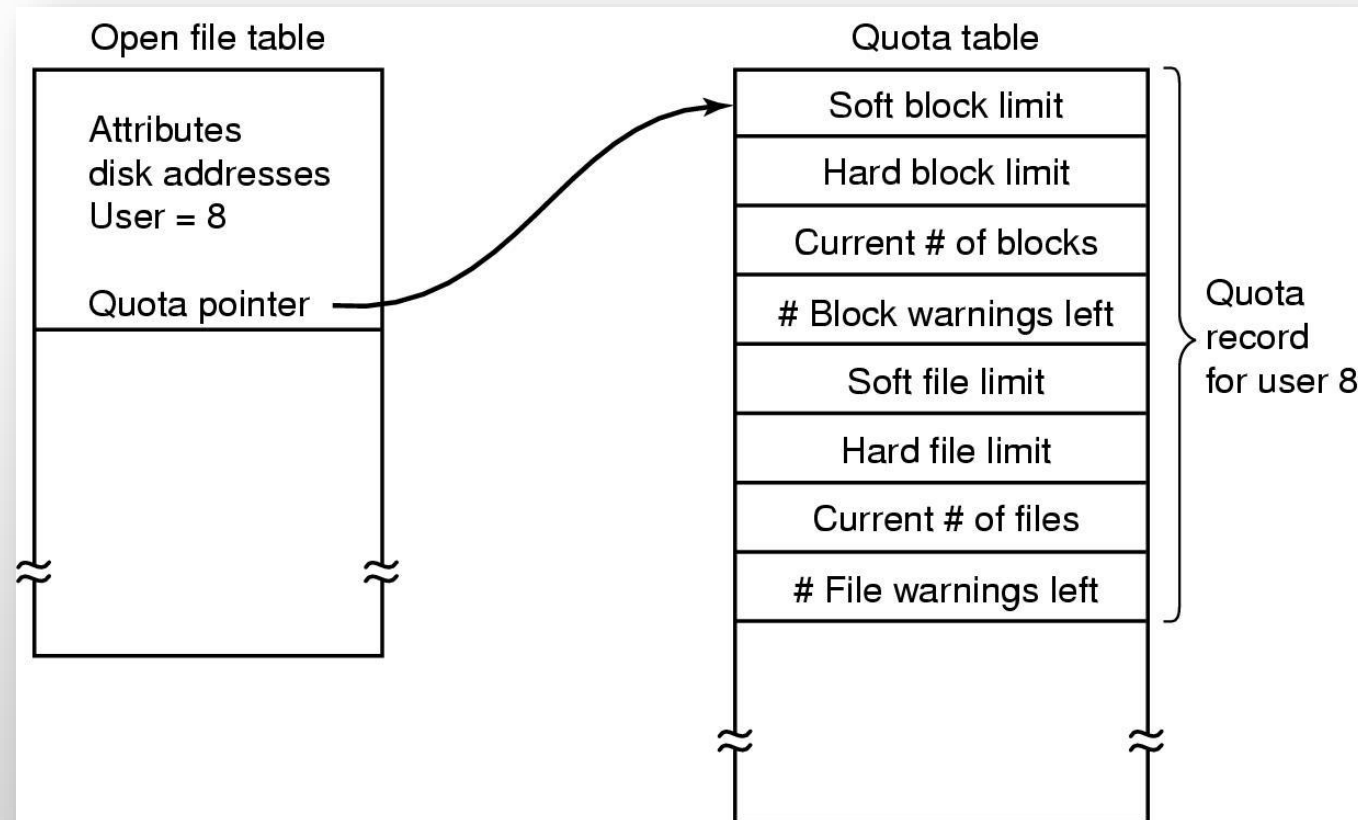 Open file table
Attributes
disk addresses
User = 8
Quota pointer
Quota table
Soft block limit
Hard block limit
Current # of blocks
# Block warnings left
Soft file limit
Hard file limit
Current # of files
# File warnings left
Quota
record
for user 8